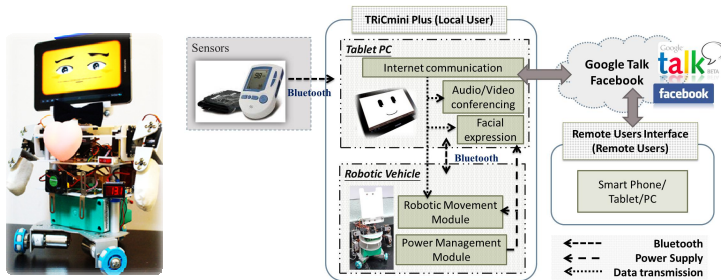 TRiCmini Plus (Local User)
Sensors
Bluetooth
Tablet PC
Internet communication
Audio/Video
conferencing
Facial
expression
Bluetooth
Robotic Vehicle
Robotic Movement
Module
Power Management
Module
Google Talk
Facebook
Google
talk
BETA
facebook
Remote Users Interface
(Remote Users)
Smart Phone/
Tablet/PC
Bluetooth
Power Supply
Data transmission